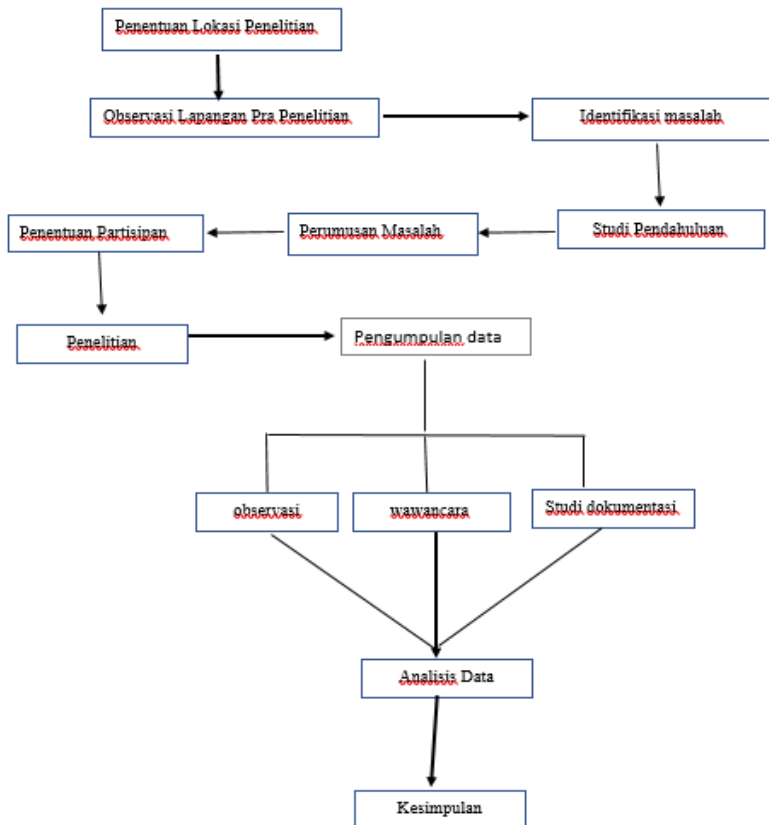 Penentuan Lokasi Penelitian
Observasi Lapangan Pra Penelitian
Identifikasi masalah
Studi Pendahuluan
Perumusan Masalah
Penentuan Partisipan
Penelitian
Pengumpulan data
observasi
wawancara
Studi dokumentasi
Analisis Data
Kesimpulan